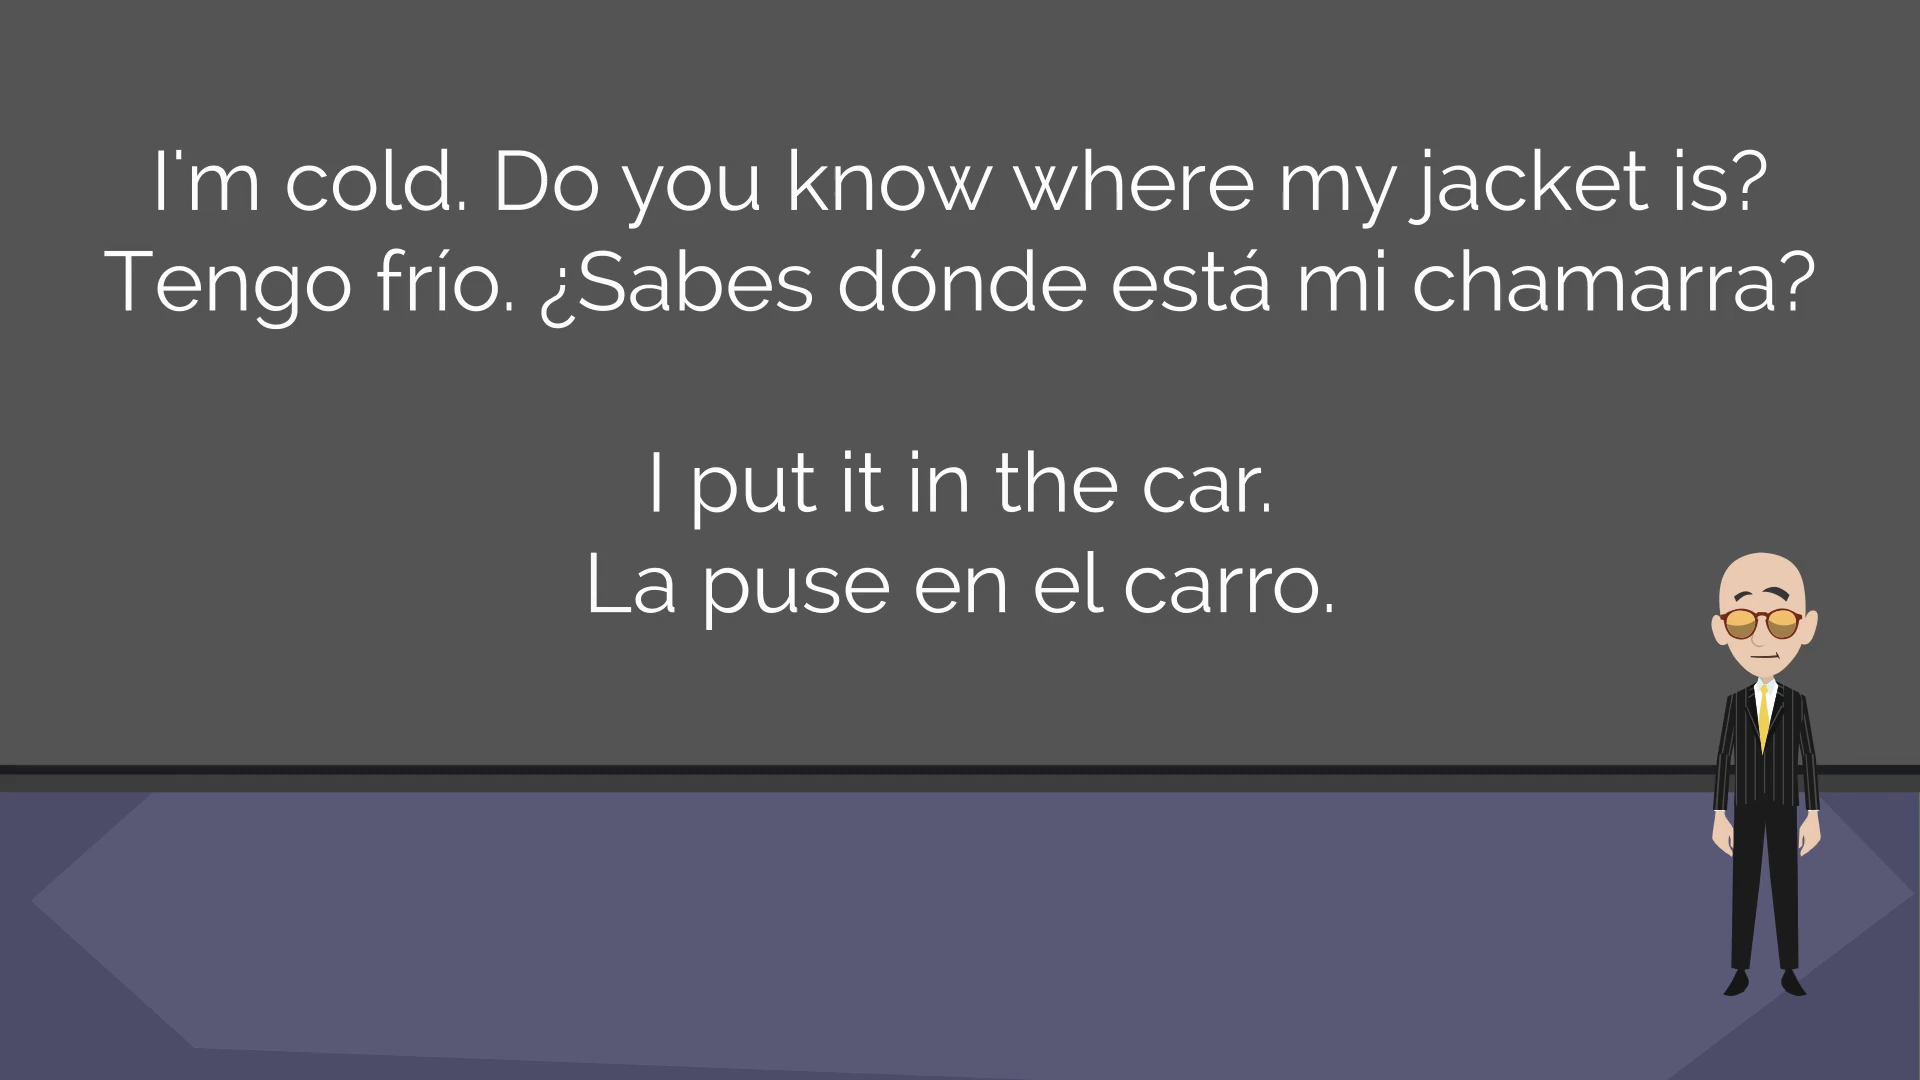 I'm cold. Do you know where my jacket is?
Tengo frío. ¿Sabes dónde está mi chamarra?
I put it in the car.
La puse en el carro.